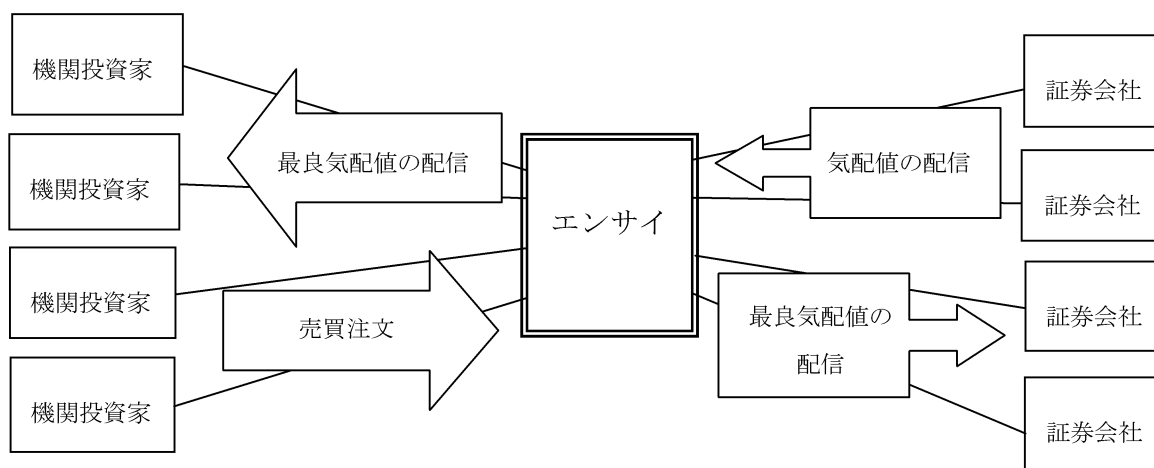 機関投資家
機関投資家
機関投資家
機関投資家
最良気配値の配信
売買注文
エンサイ
気配値の配信
最良気配値の
配信
証券会社
証券会社
証券会社
証券会社